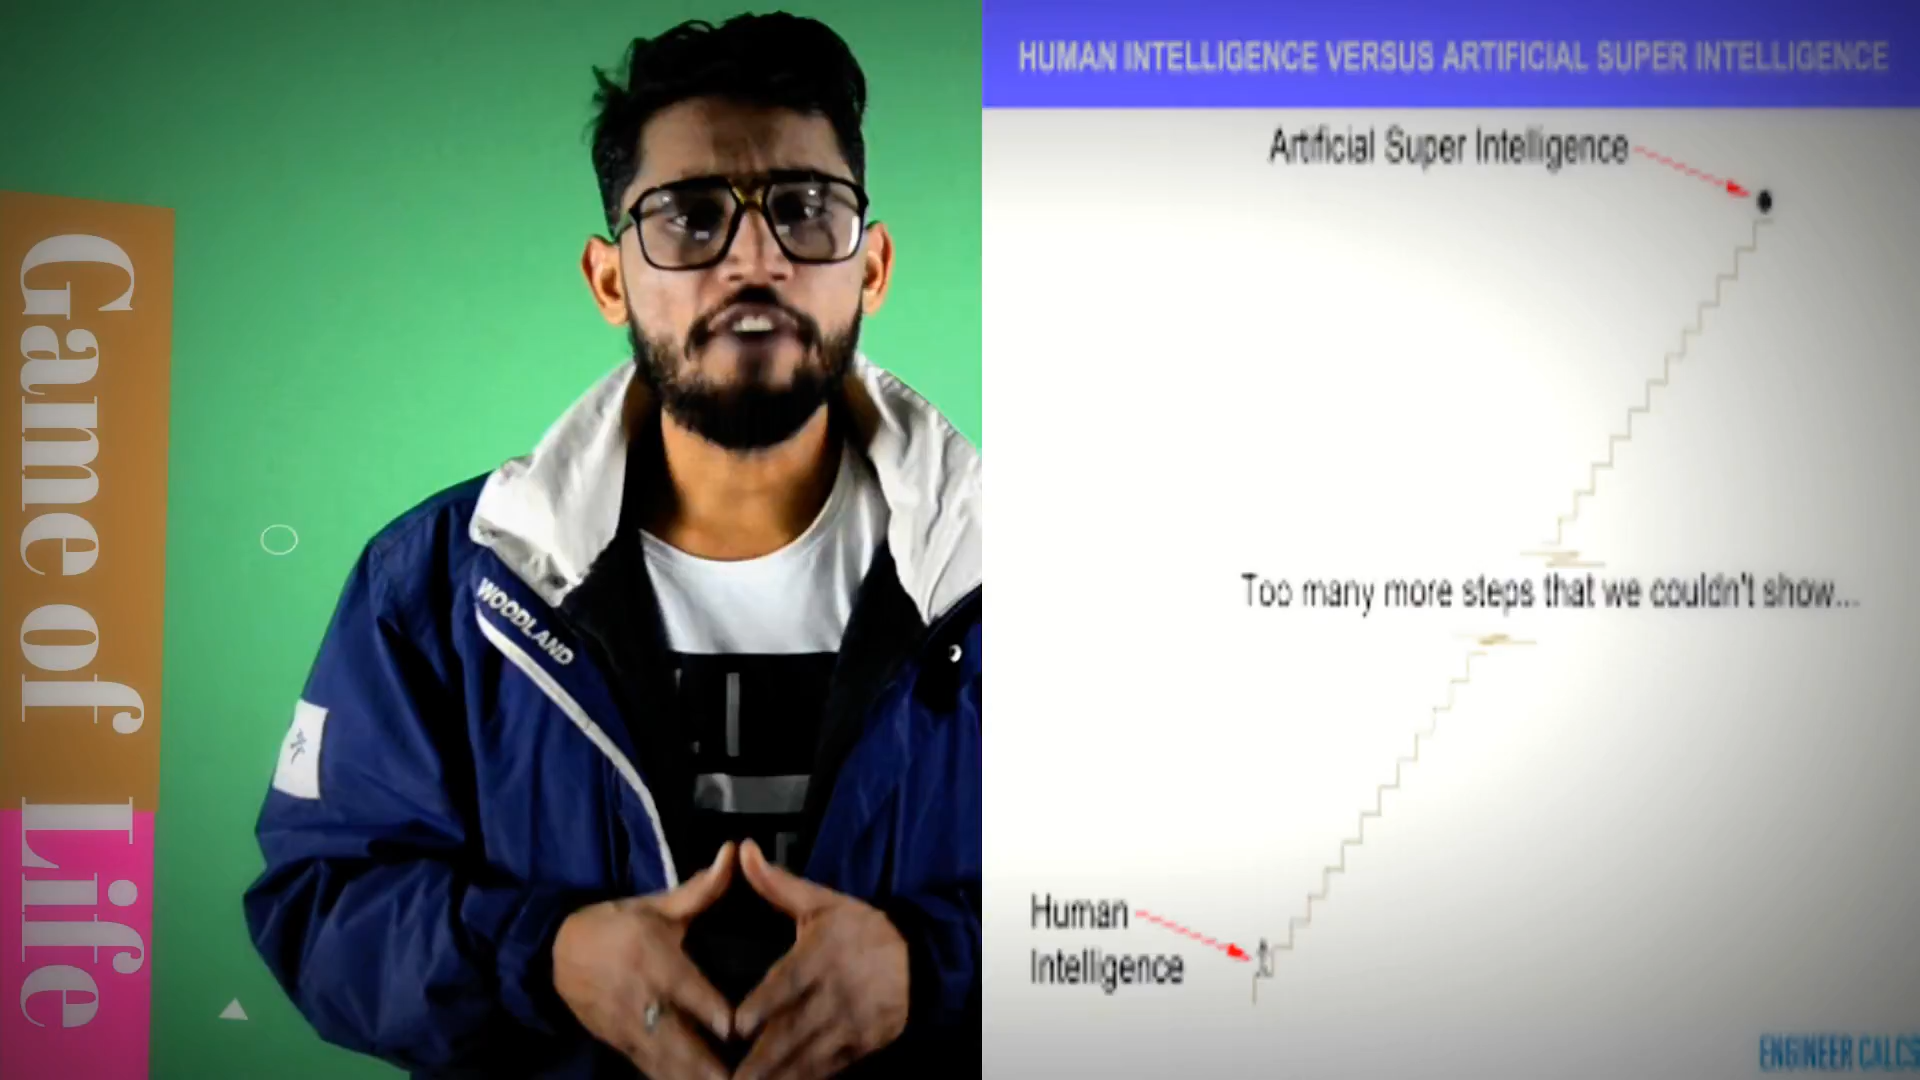 Game of Life
WOODLAND
HUMAN INTELLIGENCE VERSUS ARTIFICIAL SUPER INTELLIGENCE
Artificial Super Intelligence
Too many more steps that we couldn't show...
Human
Intelligence
ENGINEER CALCS